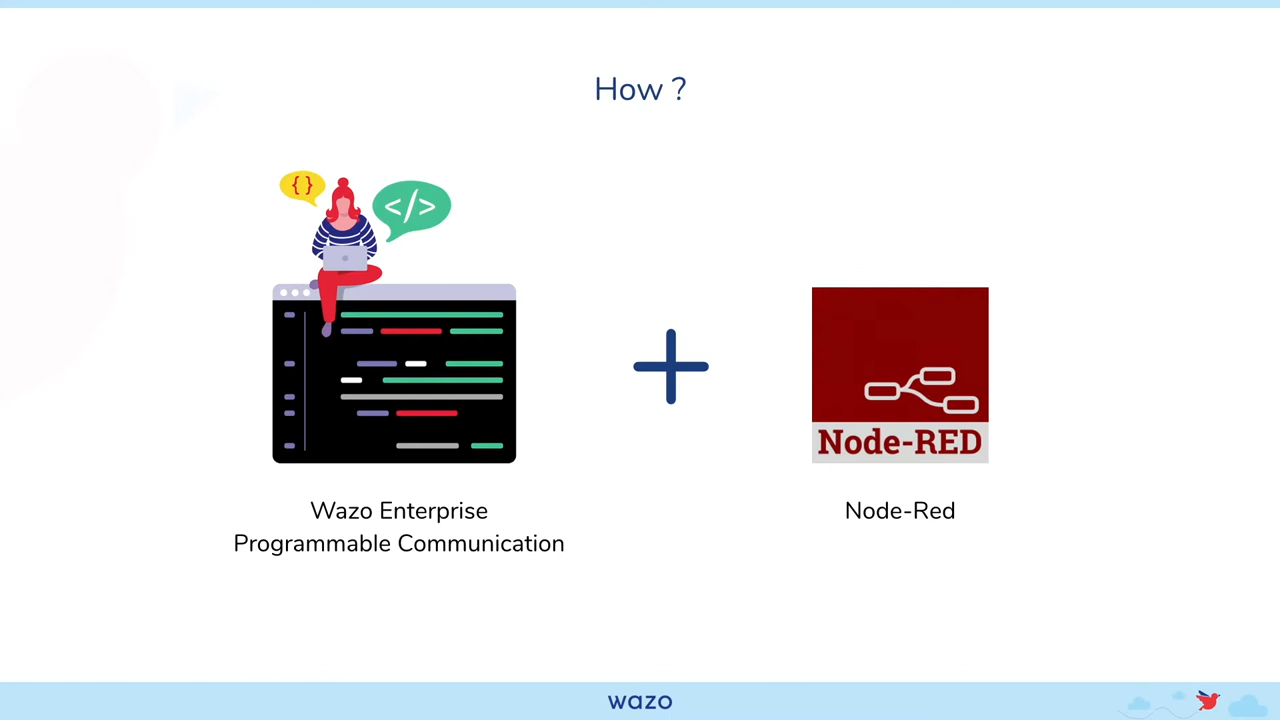 How ?
{ }
</>
Node-RED
Wazo Enterprise
Programmable Communication
Node-Red
wazo